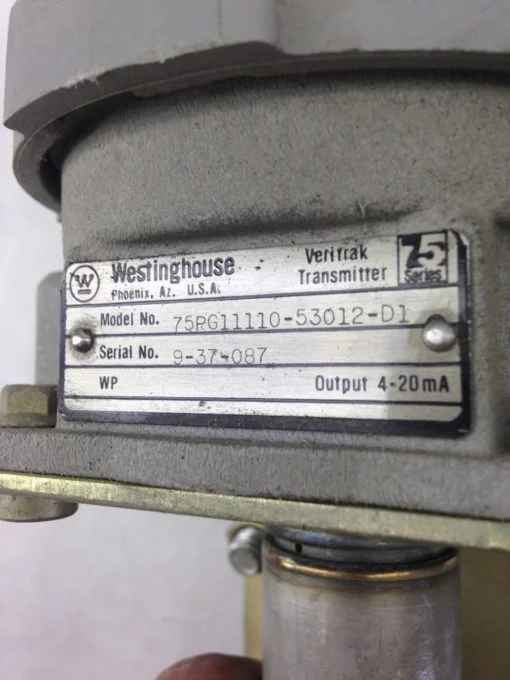 W Westinghouse
Phoenix, Az. U.S.A.
Veritrak
Transmitter
75
Series
Model No. 75RG11110-53012-D1
Serial No. 9-37-087
WP Output 4-20mA